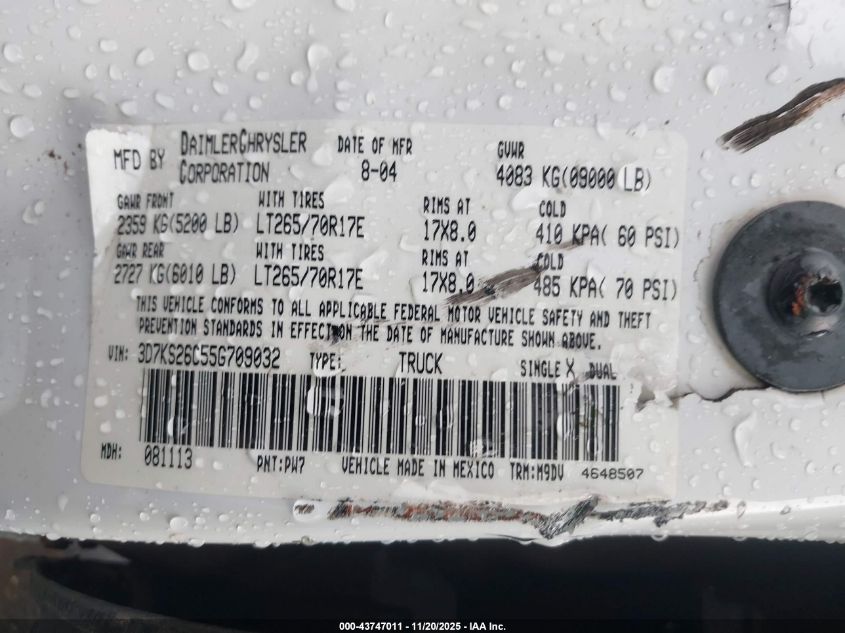 MFD BY DAIMLERCHRYSLER CORPORATION DATE OF MFR 8-04 GVWR 4083 KG(09000 LB)
GAWR FRONT WITH TIRES RIMS AT COLD
2359 KG(5200 LB) LT265/70R17E 17X8.0 410 KPA( 60 PSI)
GAWR REAR WITH TIRES RIMS AT COLD
2727 KG(6010 LB) LT265/70R17E 17X8.0 485 KPA( 70 PSI)
THIS VEHICLE CONFORMS TO ALL APPLICABLE FEDERAL MOTOR VEHICLE SAFETY AND THEFT
PREVENTION STANDARDS IN EFFECT ON THE DATE OF MANUFACTURE SHOWN ABOVE.
VIN: 3D7KS26C55G709032 TYPE: TRUCK SINGLE X DUAL
MDH: 081113 PNT:PW7 VEHICLE MADE IN MEXICO TRM:M9DV 4648507
000-43747011 - 11/20/2025 - IAA Inc.